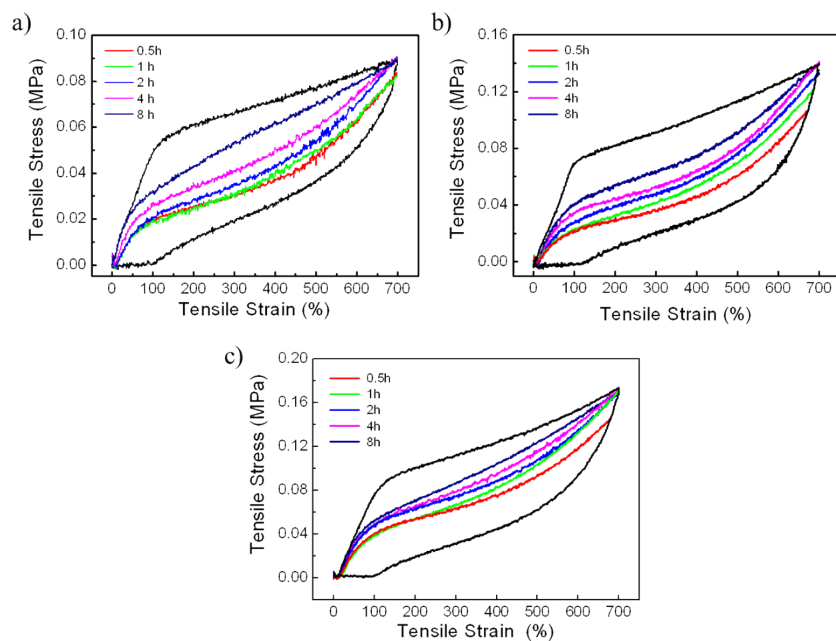 a)
0.10
0.08
0.06
0.04
0.02
0.00
Tensile Stress (MPa)
0.5h
1 h
2 h
4 h
8 h
0 100 200 300 400 500 600 700
Tensile Strain (%)
b)
0.16
0.12
0.08
0.04
0.00
Tensile Stress (MPa)
0.5h
1h
2h
4h
8h
0 100 200 300 400 500 600 700
Tensile Strain (%)
c)
0.20
0.16
0.12
0.08
0.04
0.00
Tensile Stress (MPa)
0.5h
1h
2h
4h
8h
0 100 200 300 400 500 600 700
Tensile Strain (%)